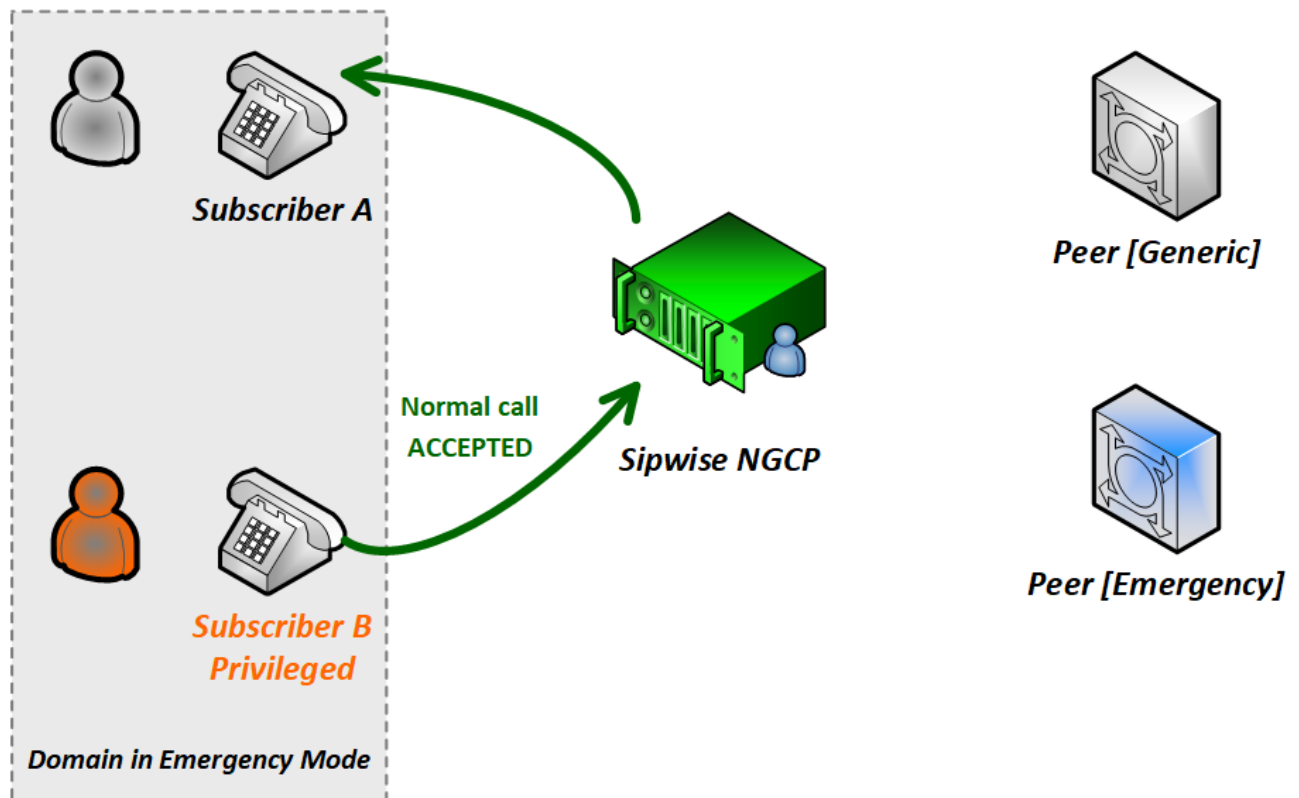 Subscriber A
Peer [Generic]
Normal call
ACCEPTED
Sipwise NGCP
Peer [Emergency]
Subscriber B
Privileged
Domain in Emergency Mode